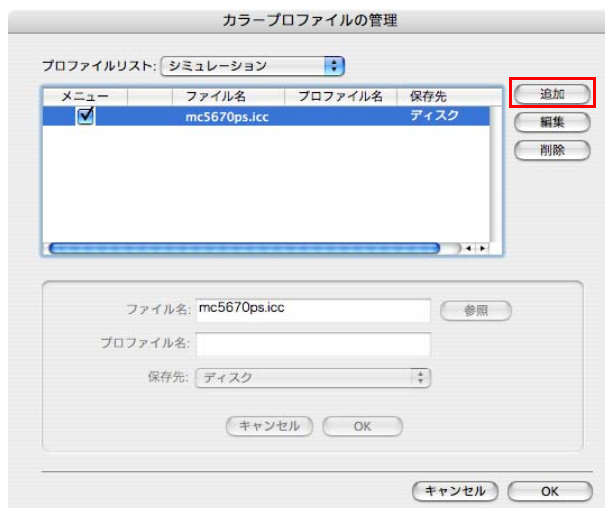 カラープロファイルの管理
プロファイルリスト: シミュレーション
メニュー ファイル名 プロファイル名 保存先
mc5670ps.icc ディスク
追加
編集
削除
ファイル名: mc5670ps.icc 参照
プロファイル名:
保存先: ディスク
キャンセル OK
キャンセル OK